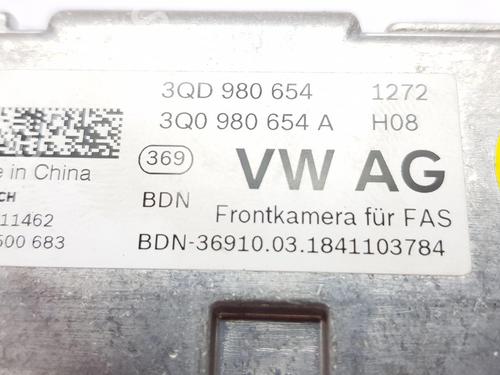 3QD 980 654 1272
3Q0 980 654 A H08
369 VW AG
in China
BDN
11462 Frontkamera für FAS
500 683 BDN-36910.03.1841103784